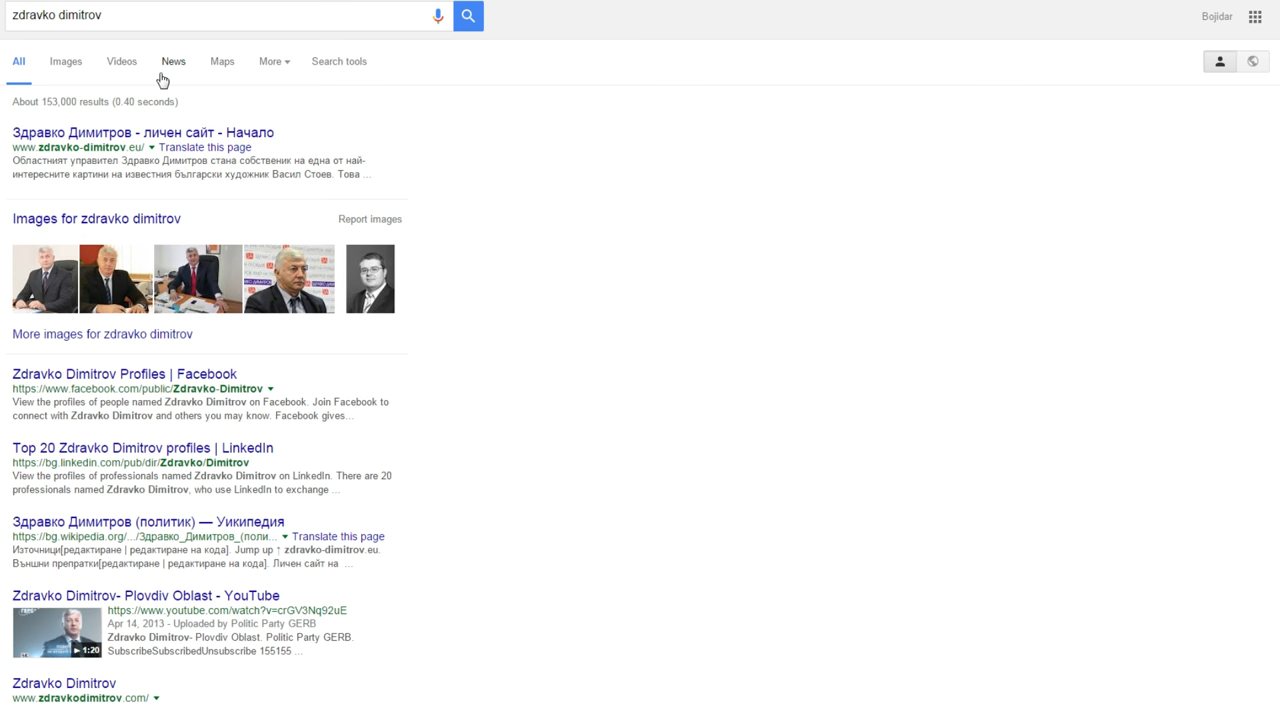 zdravko dimitrov
Bojidar
All Images Videos News Maps More Search tools
About 153,000 results (0.40 seconds)
Здравко Димитров - личен сайт - Начало
www.zdravko-dimitrov.eu/ Translate this page
Областният управител Здравко Димитров стана собственик на една от най-
интересните картини на известния български художник Васил Стоев. Това ...
Images for zdravko dimitrov Report images
More images for zdravko dimitrov
Zdravko Dimitrov Profiles | Facebook
https://www.facebook.com/public/Zdravko-Dimitrov
View the profiles of people named Zdravko Dimitrov on Facebook. Join Facebook to
connect with Zdravko Dimitrov and others you may know. Facebook gives...
Top 20 Zdravko Dimitrov profiles | LinkedIn
https://bg.linkedin.com/pub/dir/Zdravko/Dimitrov
View the profiles of professionals named Zdravko Dimitrov on LinkedIn. There are 20
professionals named Zdravko Dimitrov, who use LinkedIn to exchange ...
Здравко Димитров (политик) — Уикипедия
https://bg.wikipedia.org/.../Здравко_Димитров_(поли... Translate this page
Източници[редактиране | редактиране на кода]. Jump up ↑ zdravko-dimitrov.eu.
Външни препратки[редактиране | редактиране на кода]. Личен сайт на ...
Zdravko Dimitrov- Plovdiv Oblast - YouTube
https://www.youtube.com/watch?v=crGV3Nq92uE
Apr 14, 2013 - Uploaded by Politic Party GERB
Zdravko Dimitrov- Plovdiv Oblast. Politic Party GERB.
SubscribeSubscribedUnsubscribe 155155 ...
1:20
Zdravko Dimitrov
www.zdravkodimitrov.com/